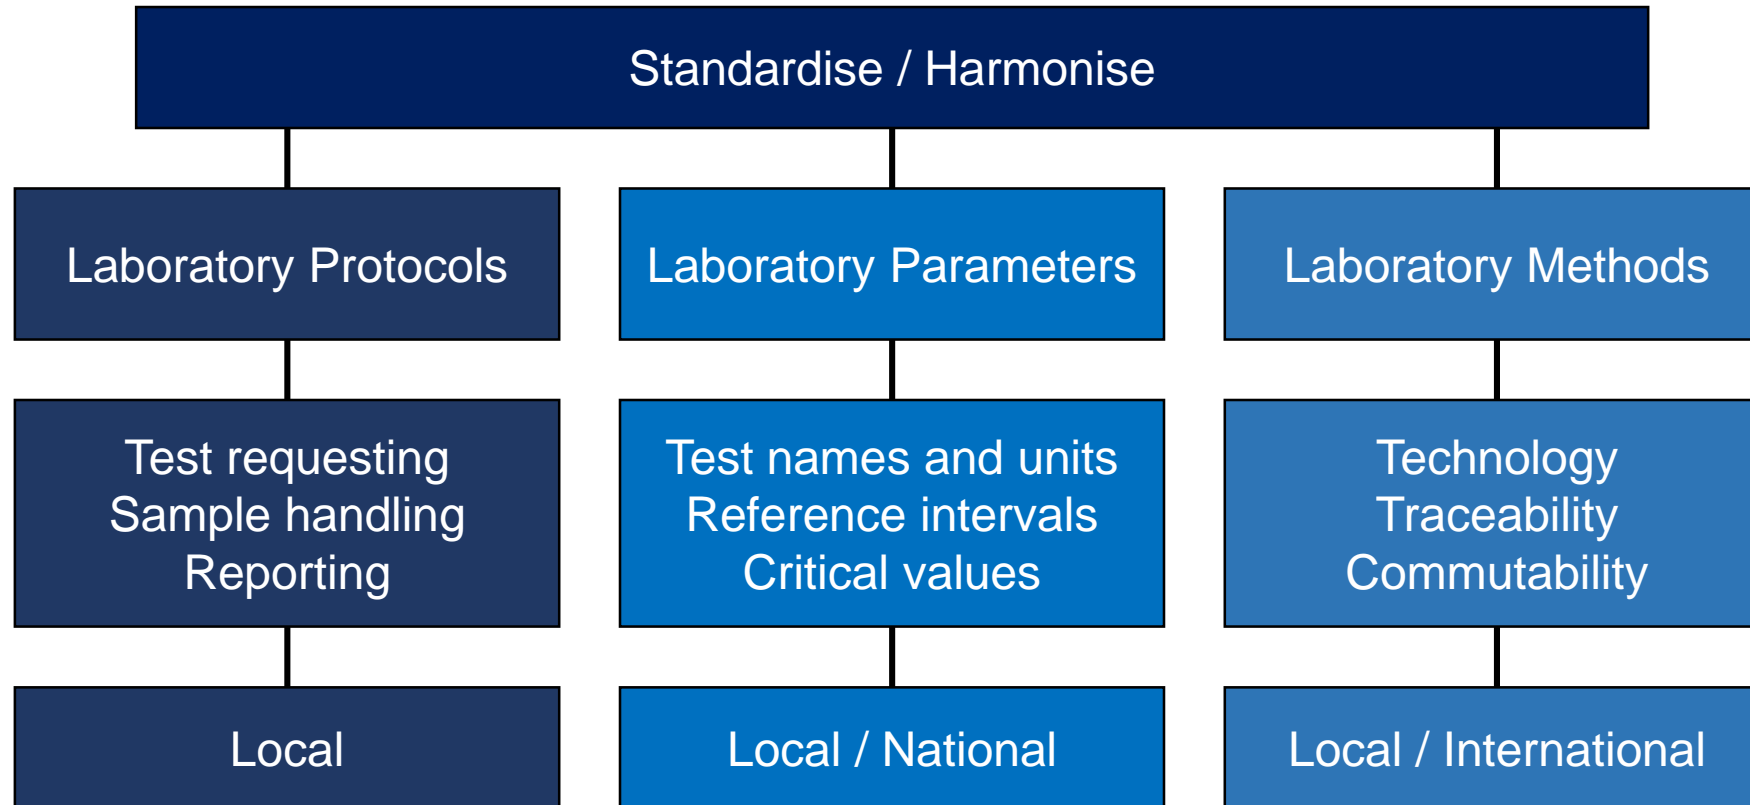 Standardise / Harmonise
Laboratory Protocols
Laboratory Parameters
Laboratory Methods
Test requesting
Sample handling
Reporting
Test names and units
Reference intervals
Critical values
Technology
Traceability
Commutability
Local
Local / National
Local / International